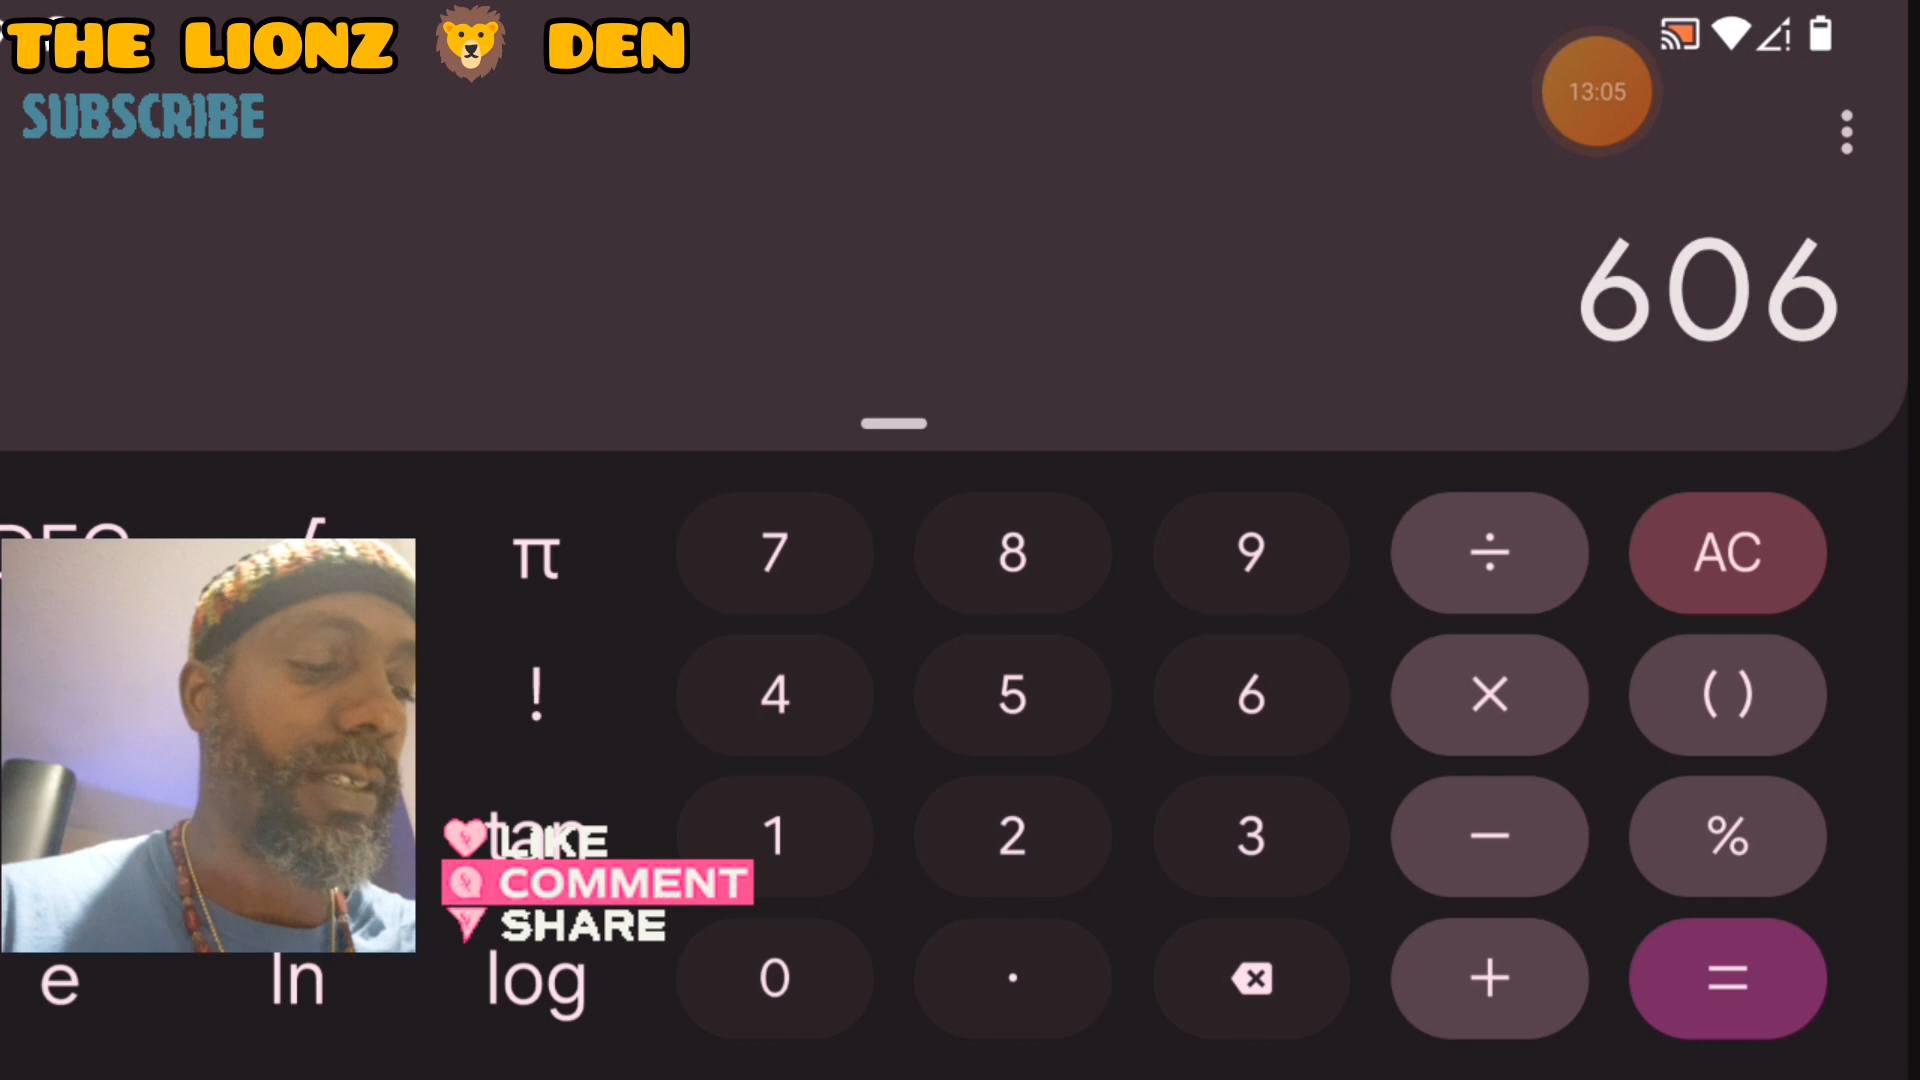 THE LIONZ 🦁 DEN
SUBSCRIBE
13:05
606
π 7 8 9 ÷ AC
! 4 5 6 × ( )
tan 1 2 3 − %
LIKE
COMMENT
SHARE
e ln log 0 . + =